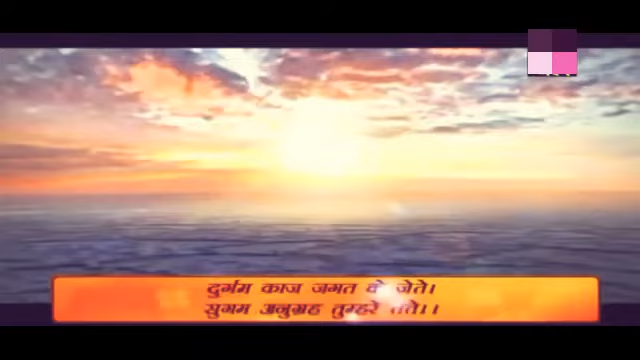 दुर्गम काज जगत के जेते।
सुगम अनुग्रह तुम्हरे तेते।।